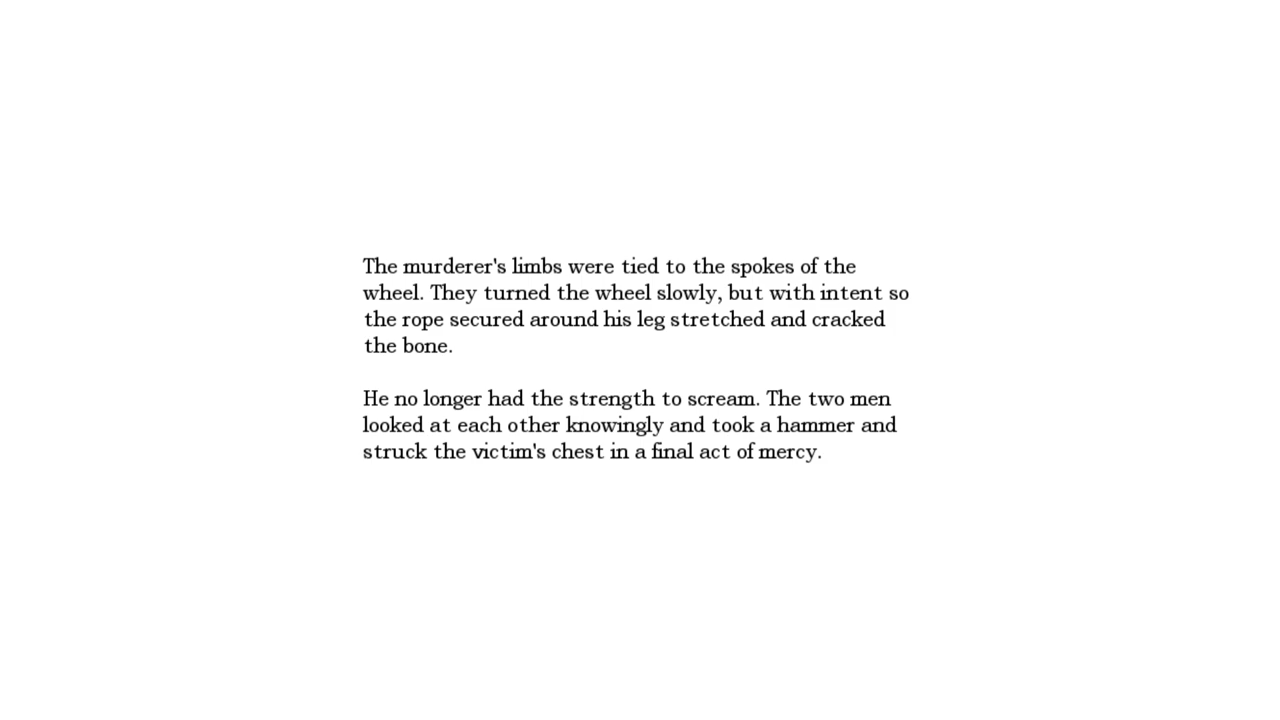 The murderer's limbs were tied to the spokes of the
wheel. They turned the wheel slowly, but with intent so
the rope secured around his leg stretched and cracked
the bone.
He no longer had the strength to scream. The two men
looked at each other knowingly and took a hammer and
struck the victim's chest in a final act of mercy.